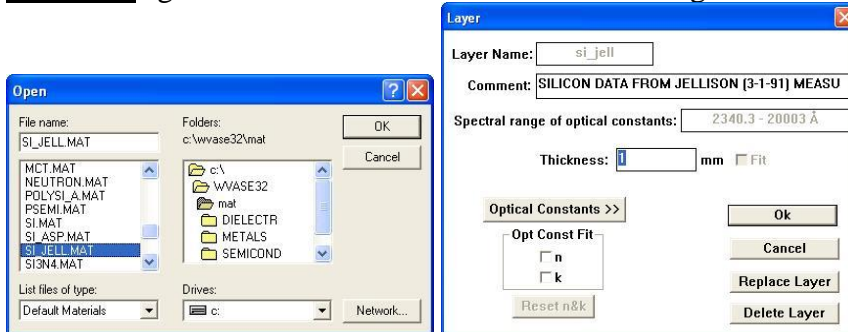 Open
File name:
SI_JELL.MAT
MCT.MAT
NEUTRON.MAT
POLYSI_A.MAT
PSEMI.MAT
SI.MAT
SI_ASP.MAT
SI_JELL.MAT
SI3N4.MAT
List files of type:
Default Materials
Folders:
c:\wvase32\mat
c:\
WVASE32
mat
DIELECTR
METALS
SEMICOND
Drives:
c:
OK
Cancel
Network...
Layer
Layer Name: si_jell
Comment: SILICON DATA FROM JELLISON (3-1-91) MEASU
Spectral range of optical constants: 2340.3 - 20003 Å
Thickness: 1 mm Fit
Optical Constants >>
Opt Const Fit
n
k
Reset n&k
Ok
Cancel
Replace Layer
Delete Layer